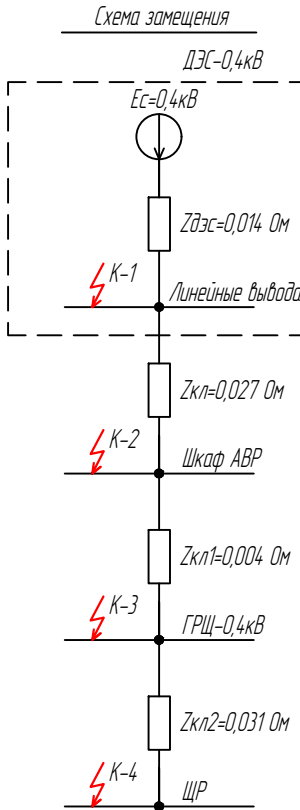 Схема замещения
ДЭС-0,4кВ
Ес=0,4кВ
Zдэс=0,014 Ом
К-1
Линейные вывода
Zкл=0,027 Ом
К-2
Шкаф АВР
Zкл1=0,004 Ом
К-3
ГРЩ-0,4кВ
Zкл2=0,031 Ом
К-4
ЩР